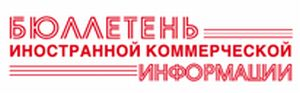 БЮЛЛЕТЕНЬ
ИНОСТРАННОЙ КОММЕРЧЕСКОЙ
ИНФОРМАЦИИ